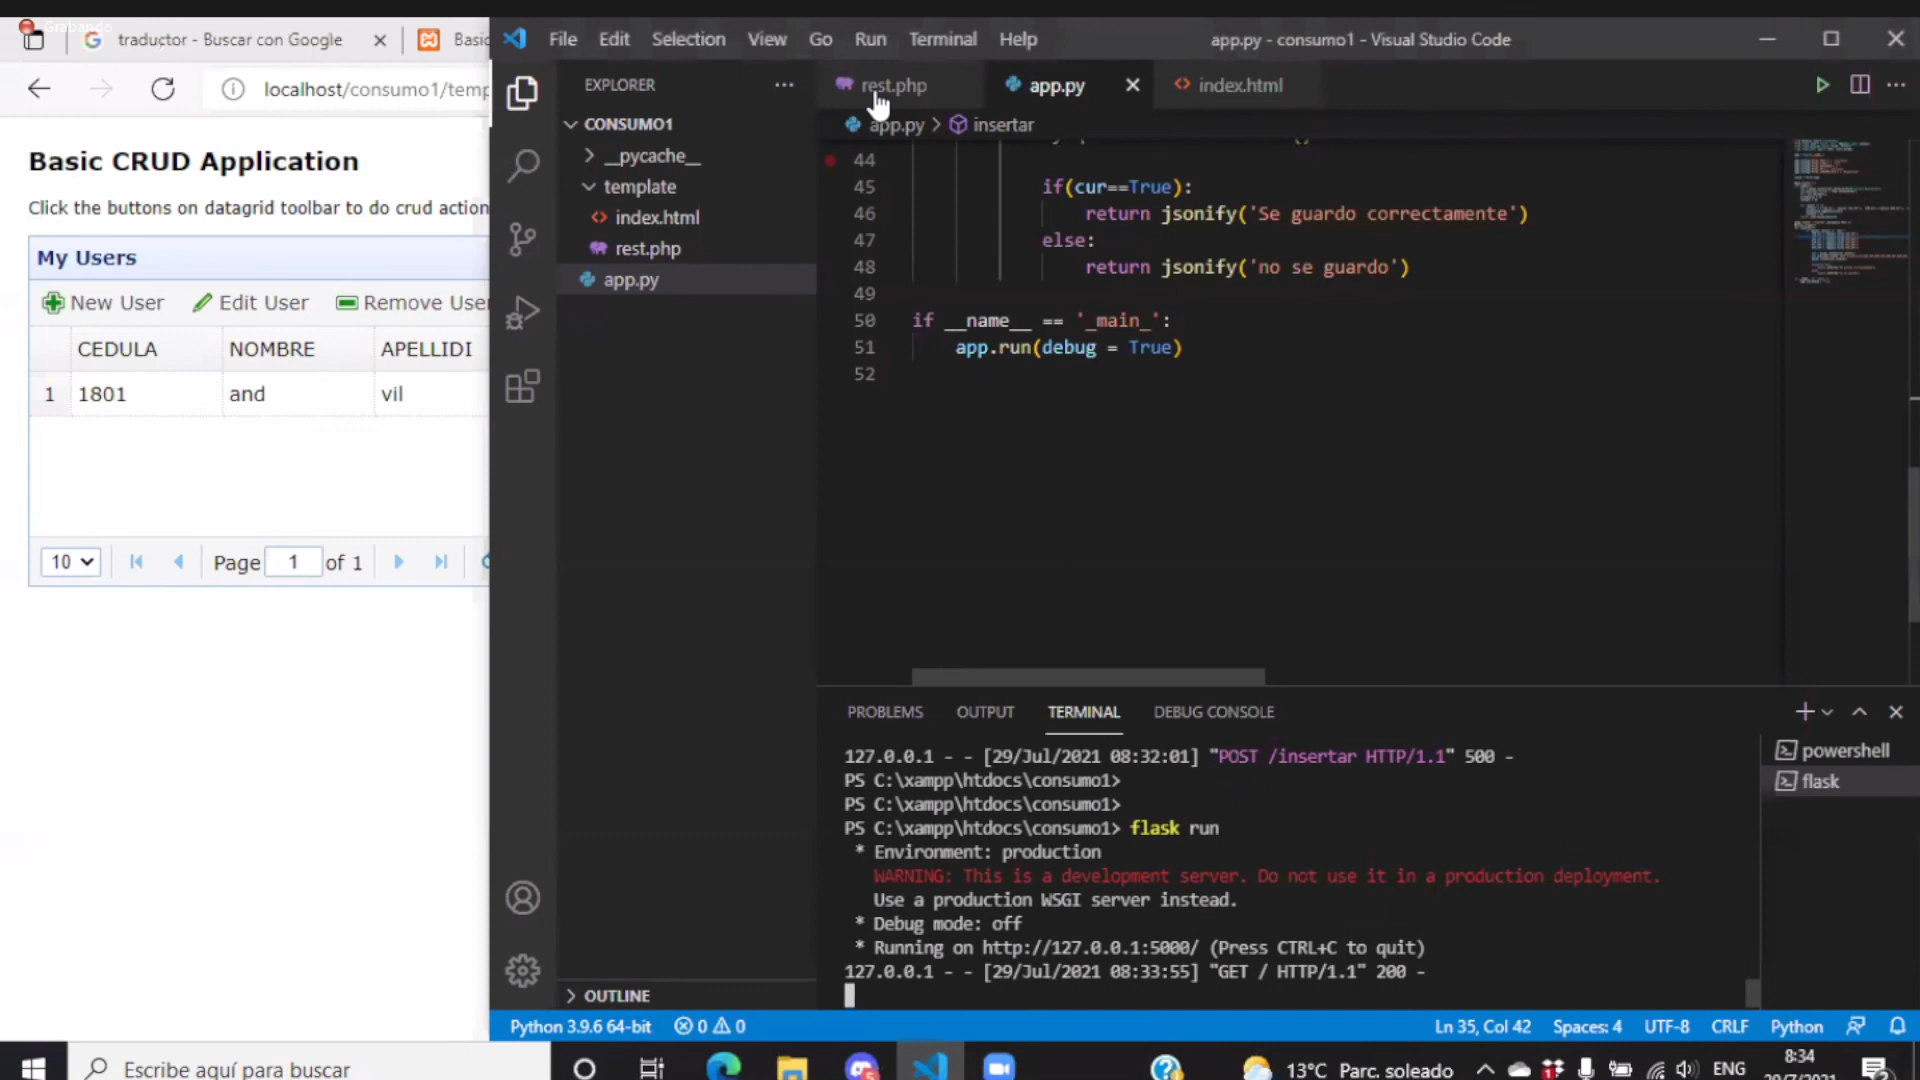 Grabando
traductor - Buscar con Google
Basic
localhost/consumo1/temp
Basic CRUD Application
Click the buttons on datagrid toolbar to do crud action
My Users
New User
Edit User
Remove User
CEDULA
NOMBRE
APELLIDI
1
1801
and
vil
10
Page
1
of 1
File
Edit
Selection
View
Go
Run
Terminal
Help
app.py - consumo1 - Visual Studio Code
EXPLORER
CONSUMO1
__pycache__
template
index.html
rest.php
app.py
OUTLINE
rest.php
app.py
index.html
app.py > insertar
44
45 if(cur==True):
46 return jsonify('Se guardo correctamente')
47 else:
48 return jsonify('no se guardo')
49
50 if __name__ == '_main_':
51 app.run(debug = True)
52
PROBLEMS
OUTPUT
TERMINAL
DEBUG CONSOLE
127.0.0.1 - - [29/Jul/2021 08:32:01] "POST /insertar HTTP/1.1" 500 -
PS C:\xampp\htdocs\consumo1>
PS C:\xampp\htdocs\consumo1>
PS C:\xampp\htdocs\consumo1> flask run
* Environment: production
WARNING: This is a development server. Do not use it in a production deployment.
Use a production WSGI server instead.
* Debug mode: off
* Running on http://127.0.0.1:5000/ (Press CTRL+C to quit)
127.0.0.1 - - [29/Jul/2021 08:33:55] "GET / HTTP/1.1" 200 -
powershell
flask
Python 3.9.6 64-bit
0
0
Ln 35, Col 42
Spaces: 4
UTF-8
CRLF
Python
Escribe aquí para buscar
13°C Parc. soleado
ENG
8:34
29/7/2021